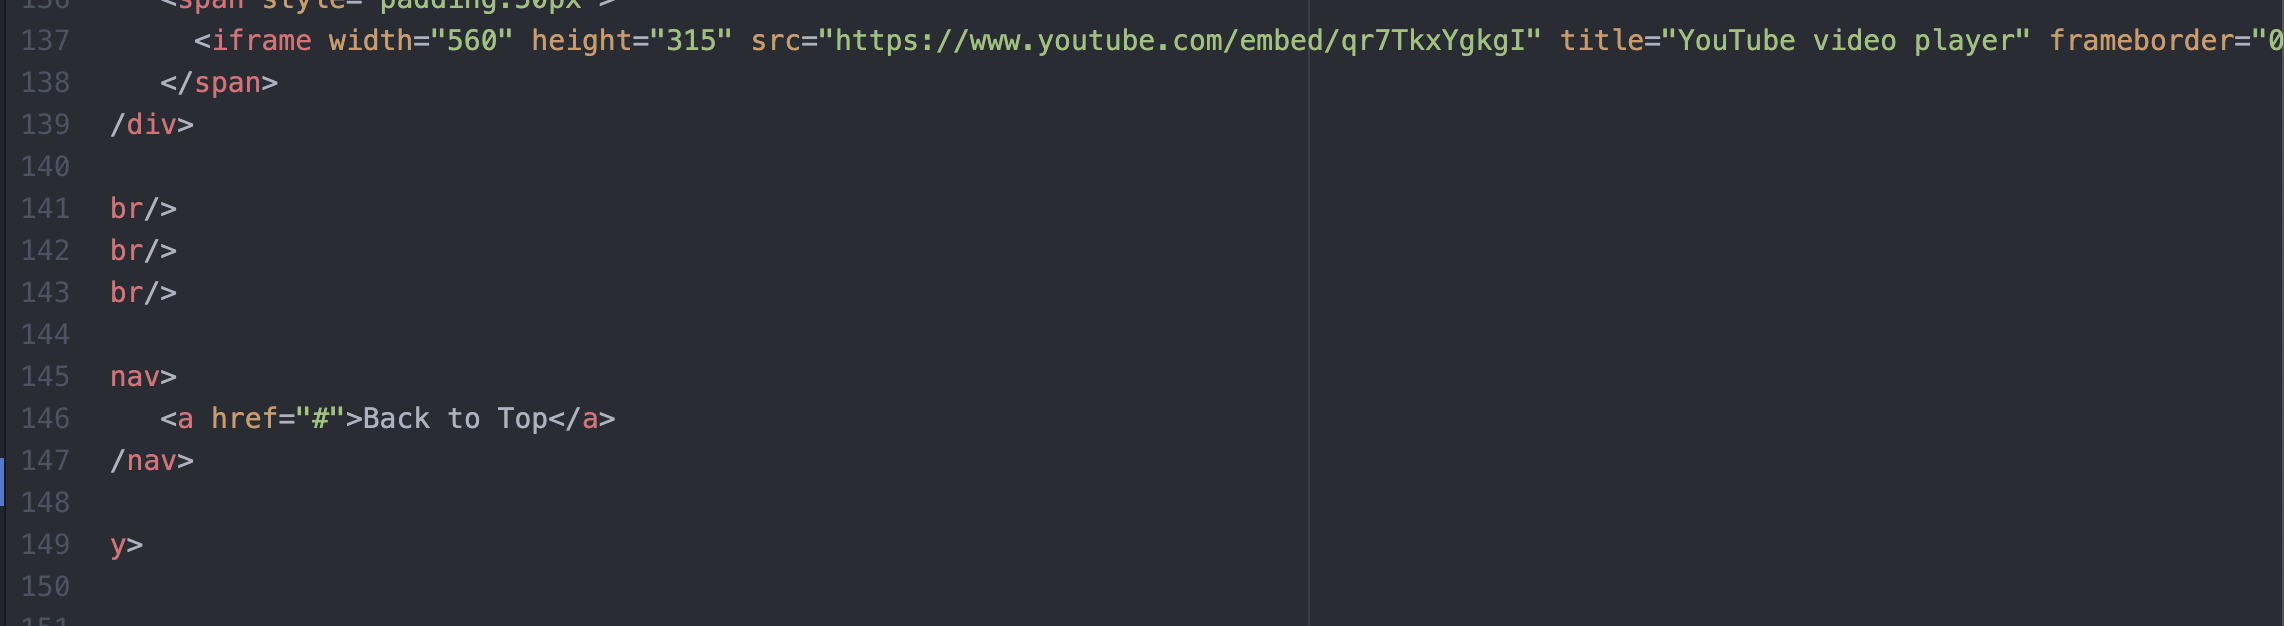 136 <span style="padding:50px">
137 <iframe width="560" height="315" src="https://www.youtube.com/embed/qr7TkxYgkgI" title="YouTube video player" frameborder="0
138 </span>
139 /div>
140
141 br/>
142 br/>
143 br/>
144
145 nav>
146 <a href="#">Back to Top</a>
147 /nav>
148
149 y>
150
151